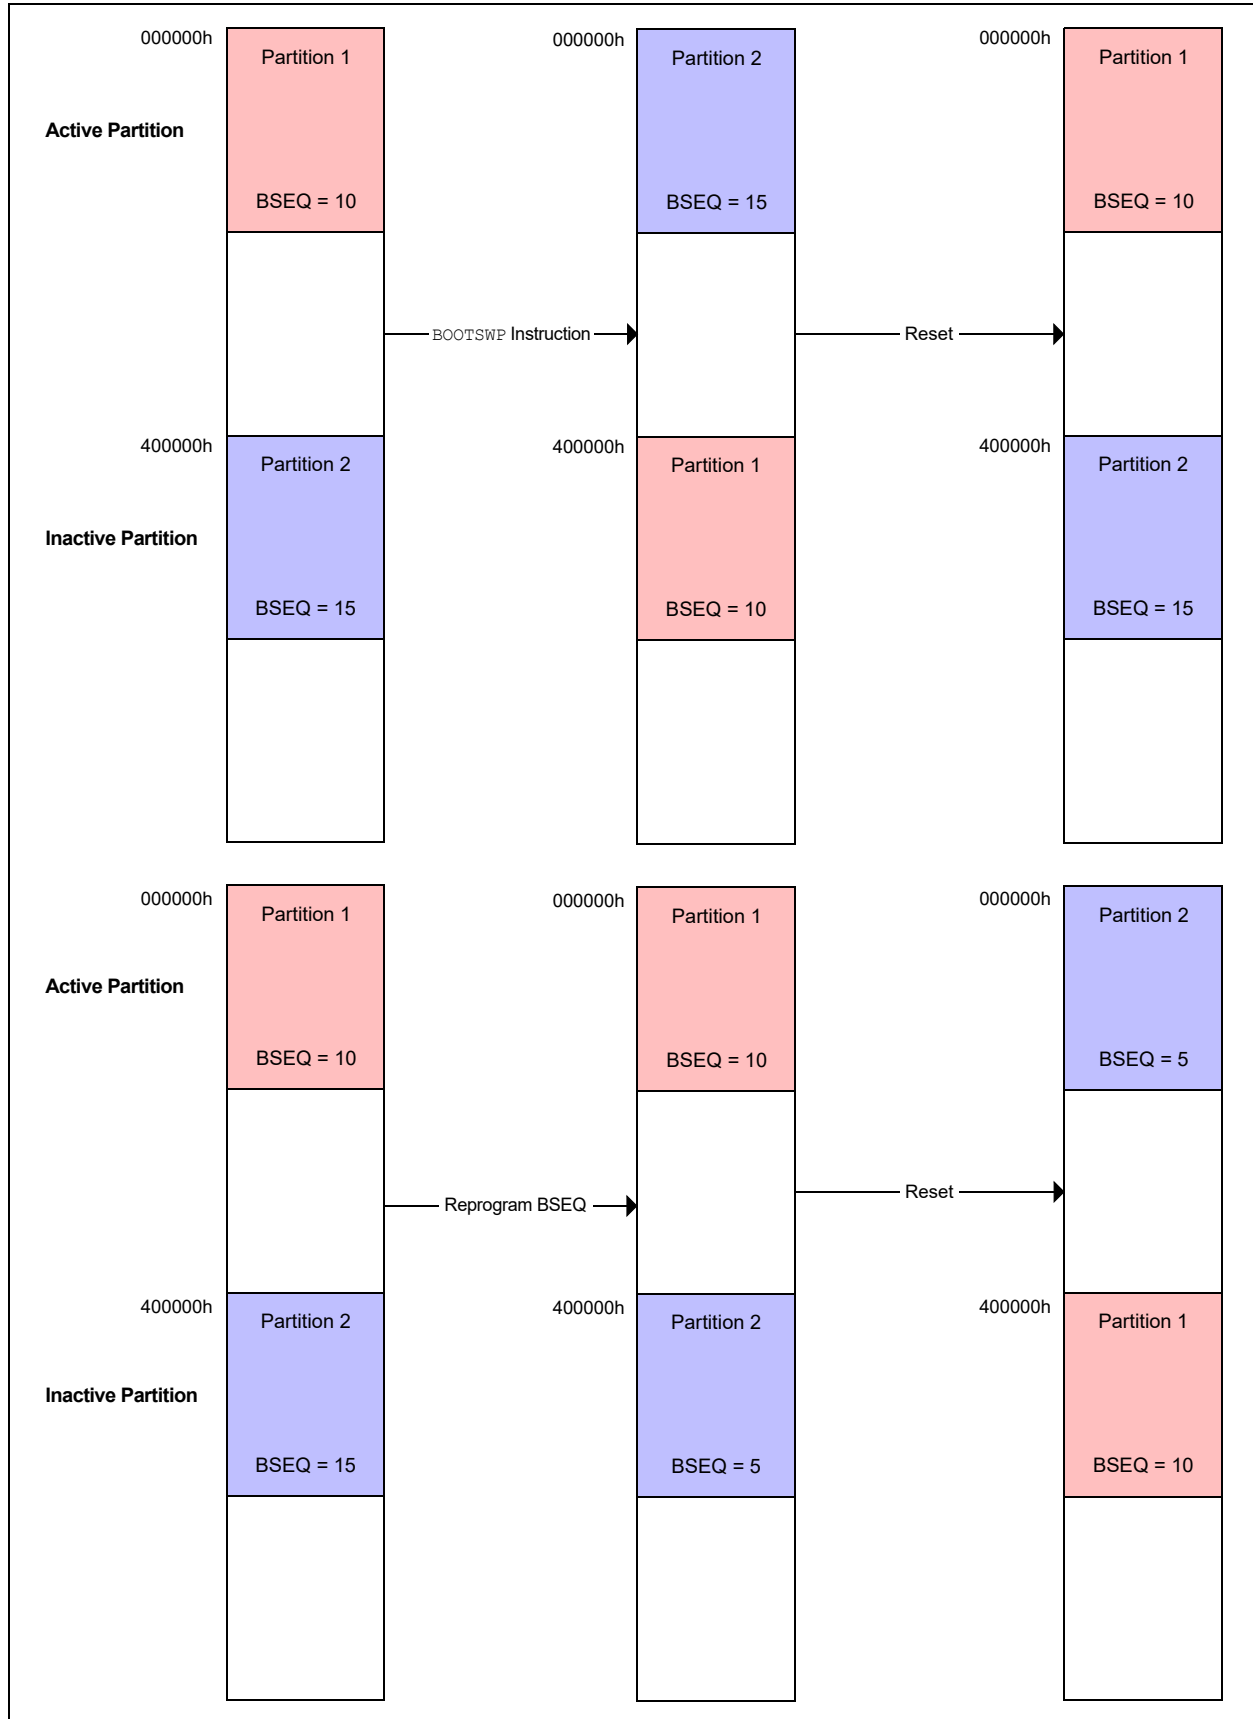 000000h
Partition 1
000000h
Partition 2
000000h
Partition 1
Active Partition
BSEQ = 10
BSEQ = 15
BSEQ = 10
BOOTSWP Instruction
Reset
400000h
Partition 2
400000h
Partition 1
400000h
Partition 2
Inactive Partition
BSEQ = 15
BSEQ = 10
BSEQ = 15
000000h
Partition 1
000000h
Partition 1
000000h
Partition 2
Active Partition
BSEQ = 10
BSEQ = 10
BSEQ = 5
Reprogram BSEQ
Reset
400000h
Partition 2
400000h
Partition 2
400000h
Partition 1
Inactive Partition
BSEQ = 15
BSEQ = 5
BSEQ = 10